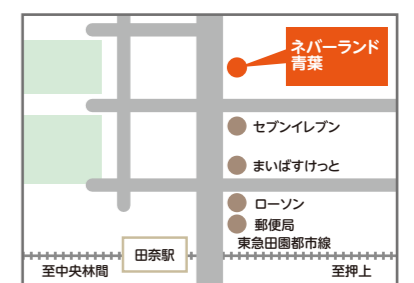 ネバーランド
青葉
セブンイレブン
まいばすけっと
ローソン
郵便局
東急田園都市線
田奈駅
至中央林間
至押上